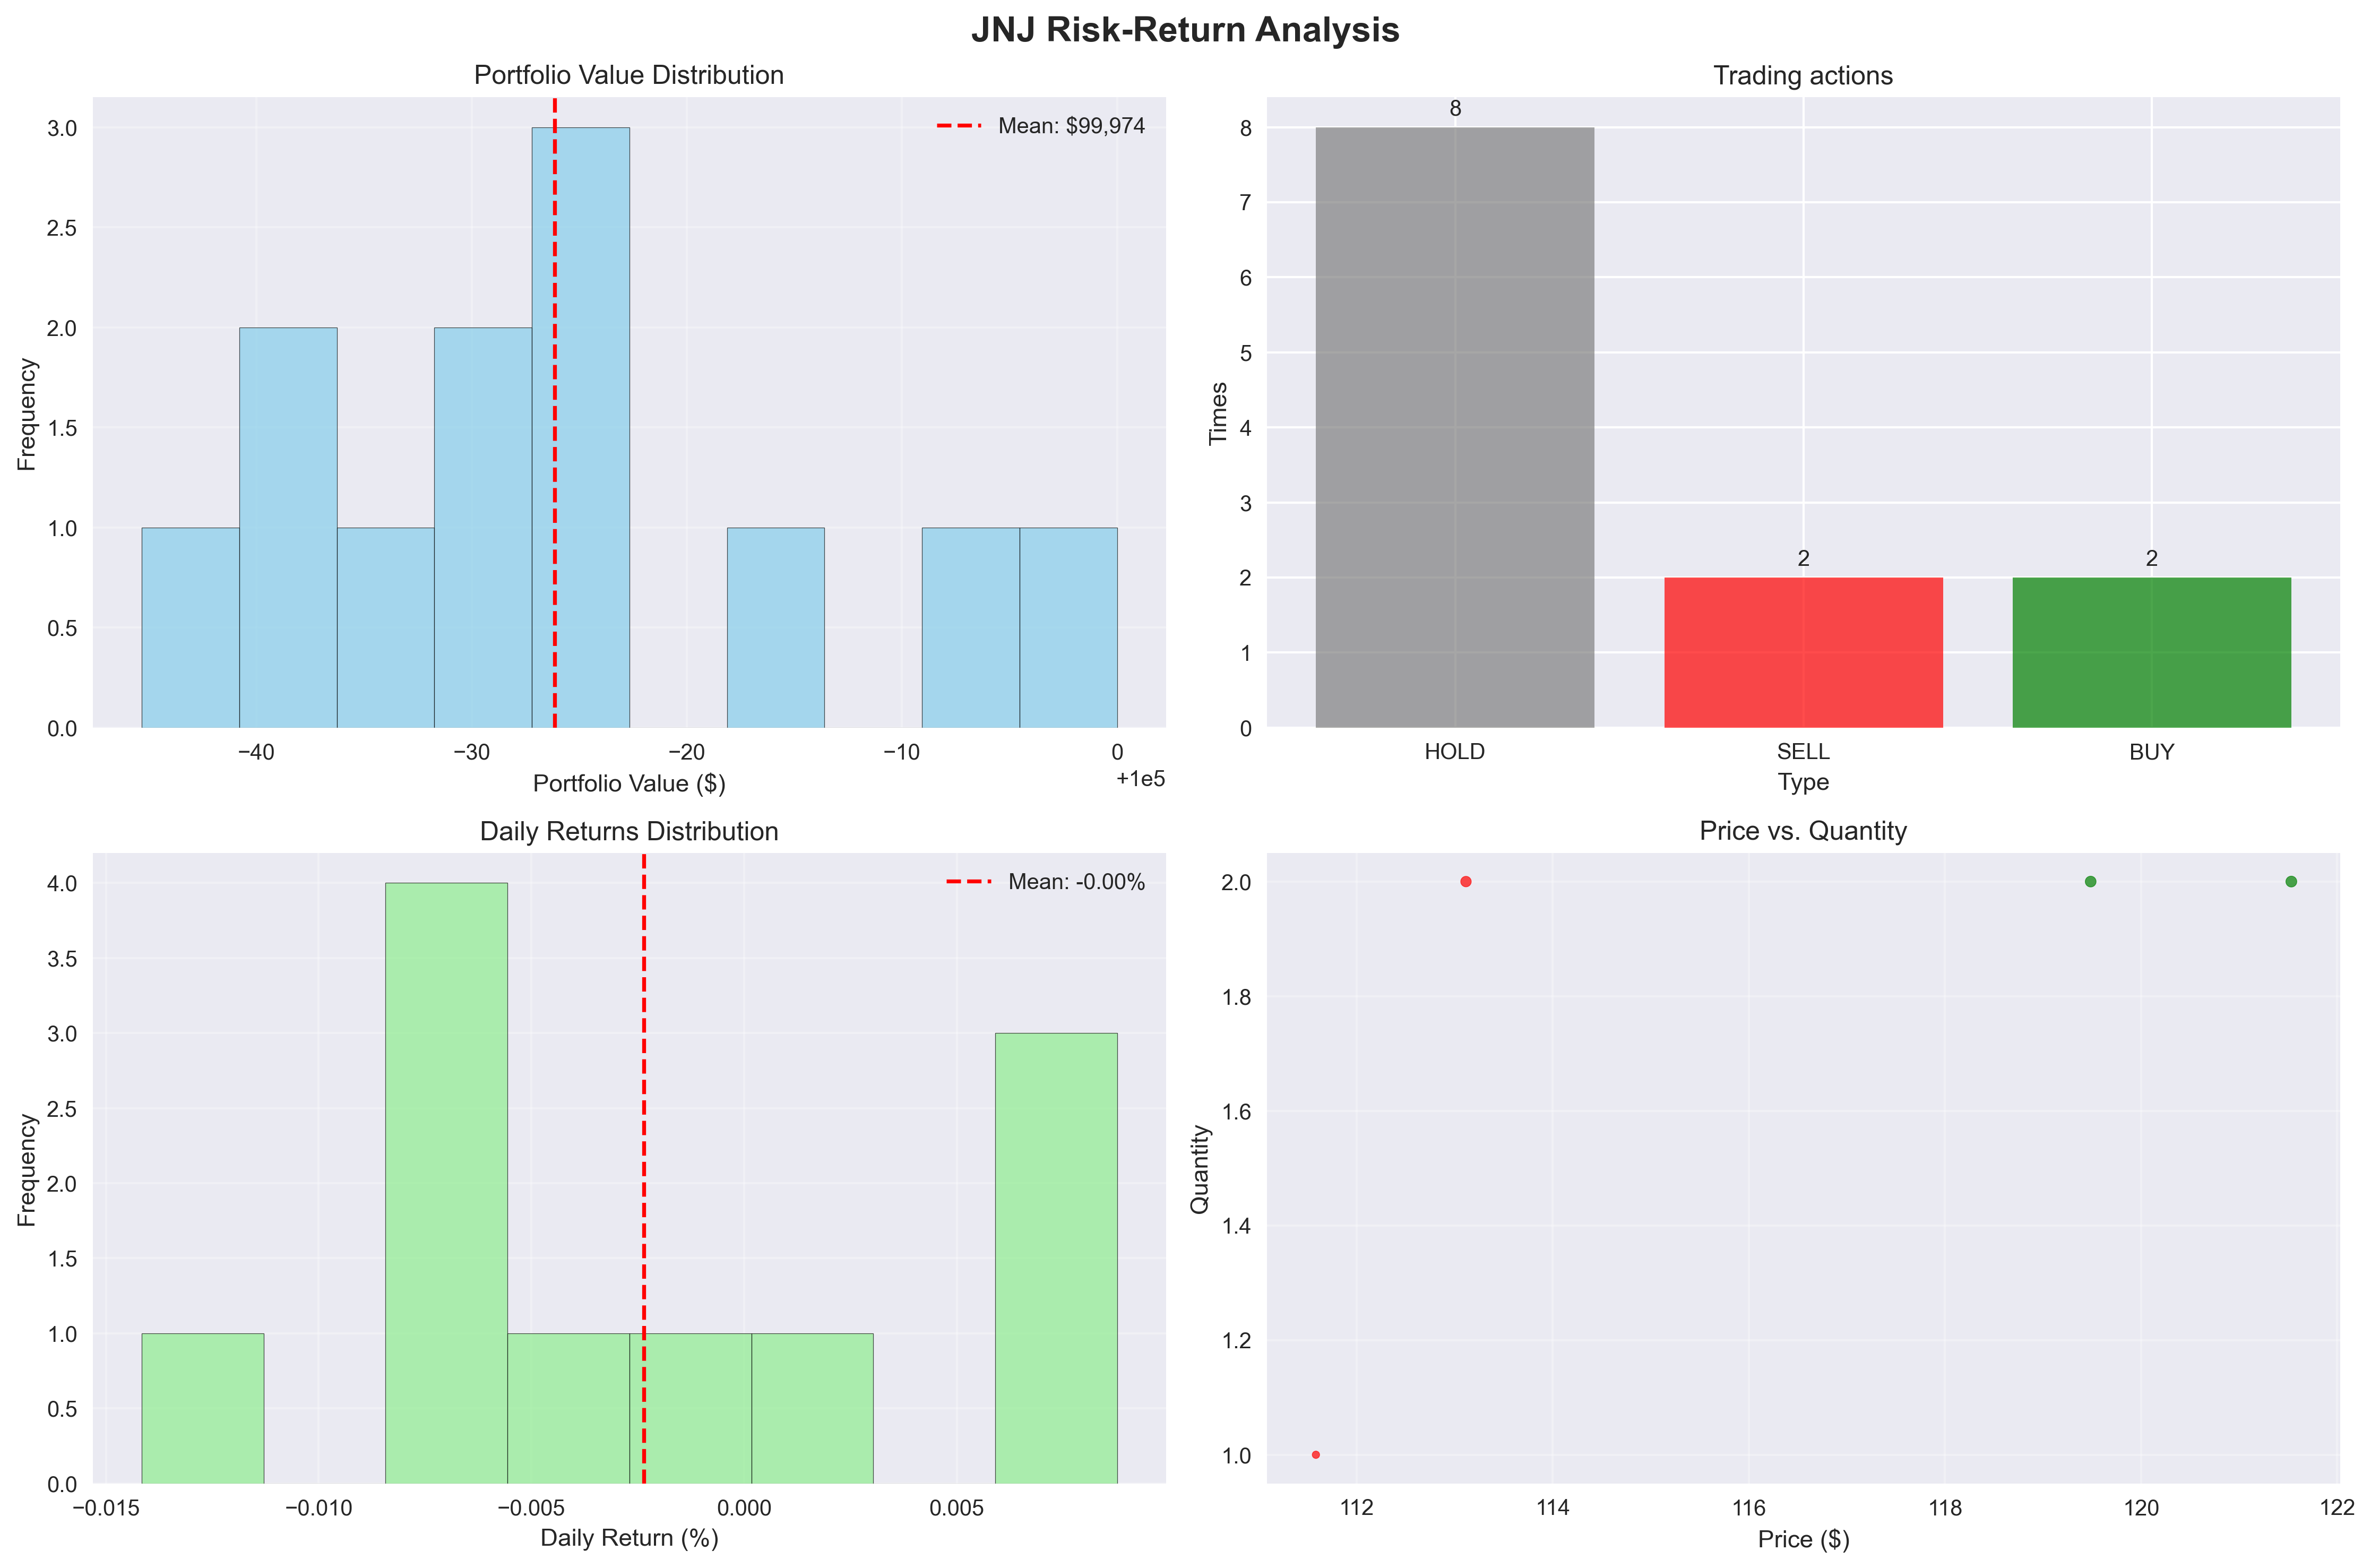 JNJ Risk-Return Analysis
Portfolio Value Distribution
Mean: $99,974
3.0
2.5
2.0
1.5
1.0
0.5
0.0
Frequency
−40 −30 −20 −10 0
+1e5
Portfolio Value ($)
Trading actions
8
2
2
8
7
6
5
4
3
2
1
0
Times
HOLD SELL BUY
Type
Daily Returns Distribution
Mean: -0.00%
4.0
3.5
3.0
2.5
2.0
1.5
1.0
0.5
0.0
Frequency
−0.015 −0.010 −0.005 0.000 0.005
Daily Return (%)
Price vs. Quantity
2.0
1.8
1.6
1.4
1.2
1.0
Quantity
112 114 116 118 120 122
Price ($)